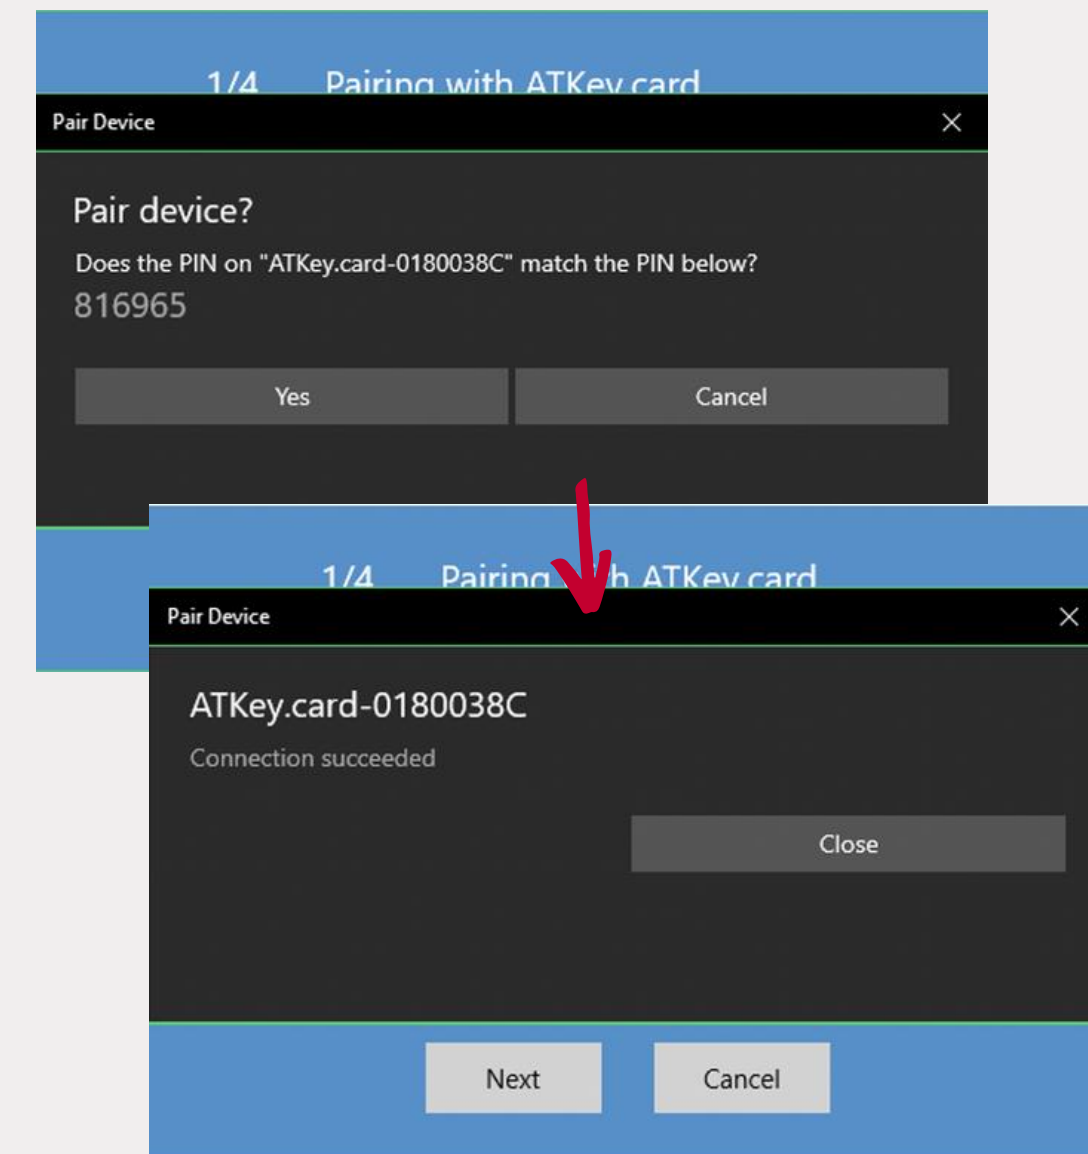 1/4 Pairing with ATKey.card
Pair Device
Pair device?
Does the PIN on "ATKey.card-0180038C" match the PIN below?
816965
Yes Cancel
1/4 Pairing with ATKey.card
Pair Device
ATKey.card-0180038C
Connection succeeded
Close
Next Cancel